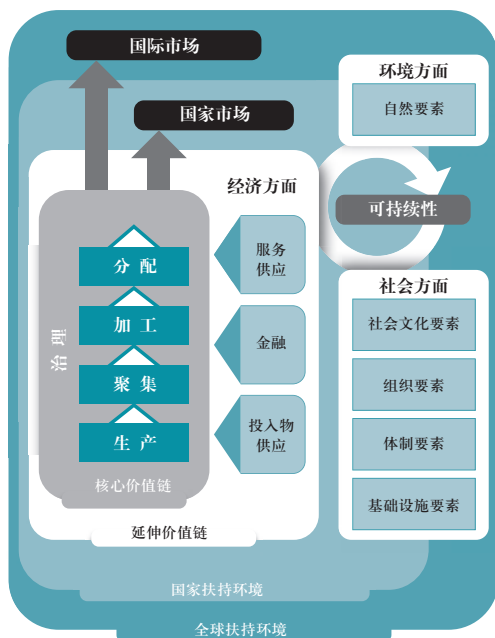 国际市场
国家市场
环境方面
自然要素
经济方面
可持续性
服务
供应
分 配
社会方面
社会文化要素
加 工
金融
治理
组织要素
聚 集
投入物
供应
生 产
体制要素
核心价值链
基础设施要素
延伸价值链
国家扶持环境
全球扶持环境